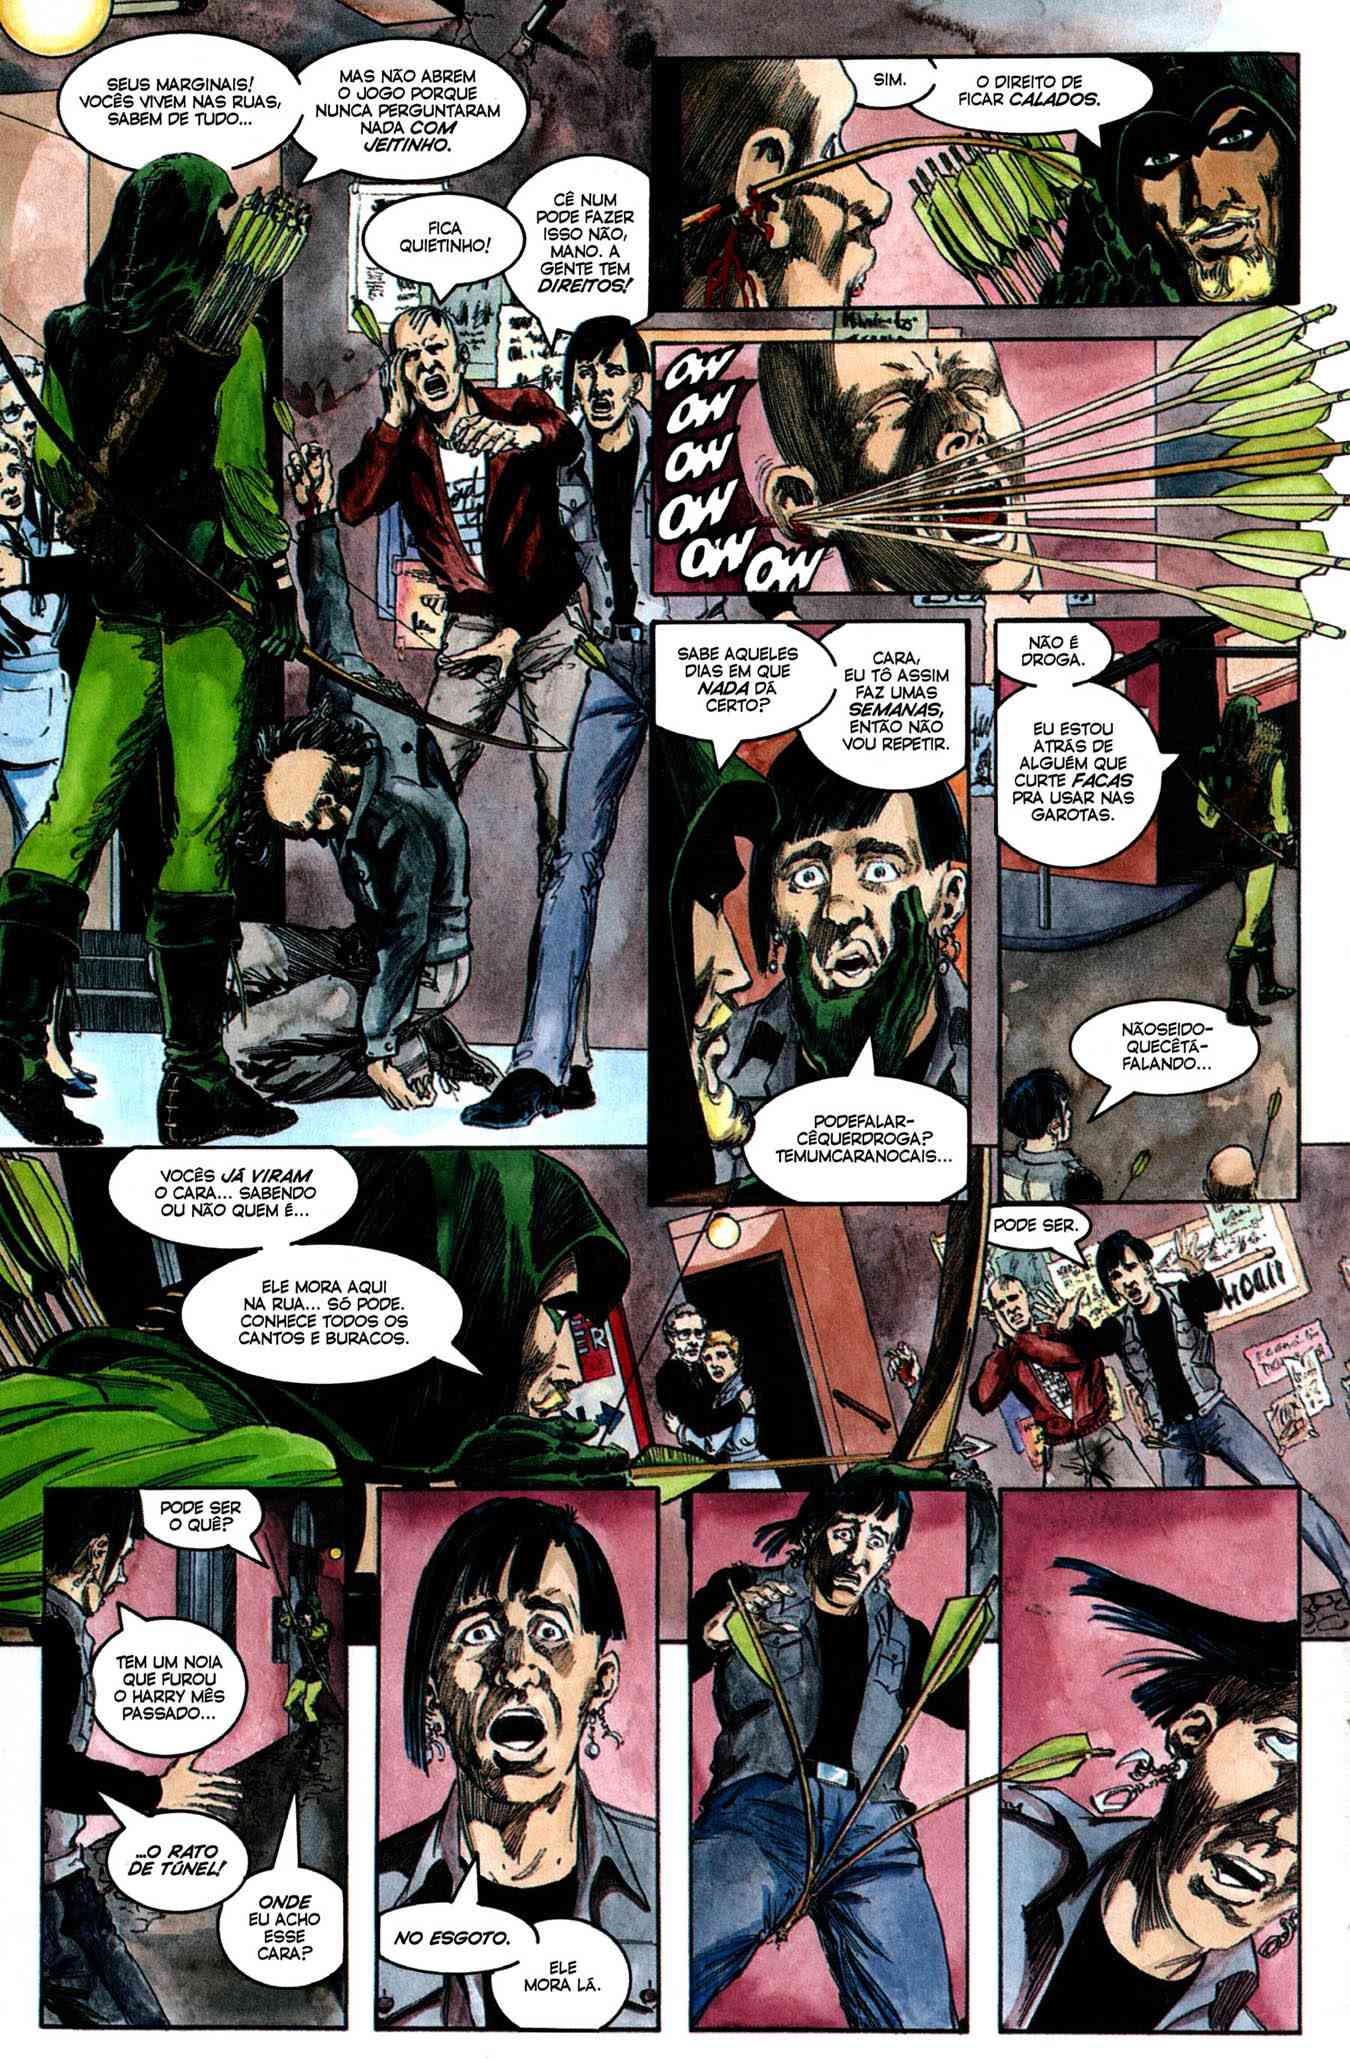 SEUS MARGINAIS!
VOCÊS VIVEM NAS RUAS,
SABEM DE TUDO...
MAS NÃO ABREM
O JOGO PORQUE
NUNCA PERGUNTARAM
NADA COM
JEITINHO.
FICA
QUIETINHO!
CÊ NUM
PODE FAZER
ISSO NÃO,
MANO. A
GENTE TEM
DIREITOS!
SIM.
O DIREITO DE
FICAR CALADOS.
OW
OW
OW
OW
OW OW
SABE AQUELES
DIAS EM QUE
NADA DÁ
CERTO?
CARA,
EU TÔ ASSIM
FAZ UMAS
SEMANAS,
ENTÃO NÃO
VOU REPETIR.
PODEFALAR-
CÊQUERDROGA?
TEMUMCARANOCAIS...
NÃO É
DROGA.
EU ESTOU
ATRÁS DE
ALGUÉM QUE
CURTE FACAS
PRA USAR NAS
GAROTAS.
NÃOSEIDO-
QUECÊTÁ-
FALANDO...
VOCÊS JÁ VIRAM
O CARA... SABENDO
OU NÃO QUEM É...
ELE MORA AQUI
NA RUA... SÓ PODE.
CONHECE TODOS OS
CANTOS E BURACOS.
PODE SER.
PODE SER
O QUÊ?
TEM UM NOIA
QUE FUROU
O HARRY MÊS
PASSADO...
...O RATO
DE TÚNEL!
ONDE
EU ACHO
ESSE
CARA?
NO ESGOTO.
ELE
MORA LÁ.